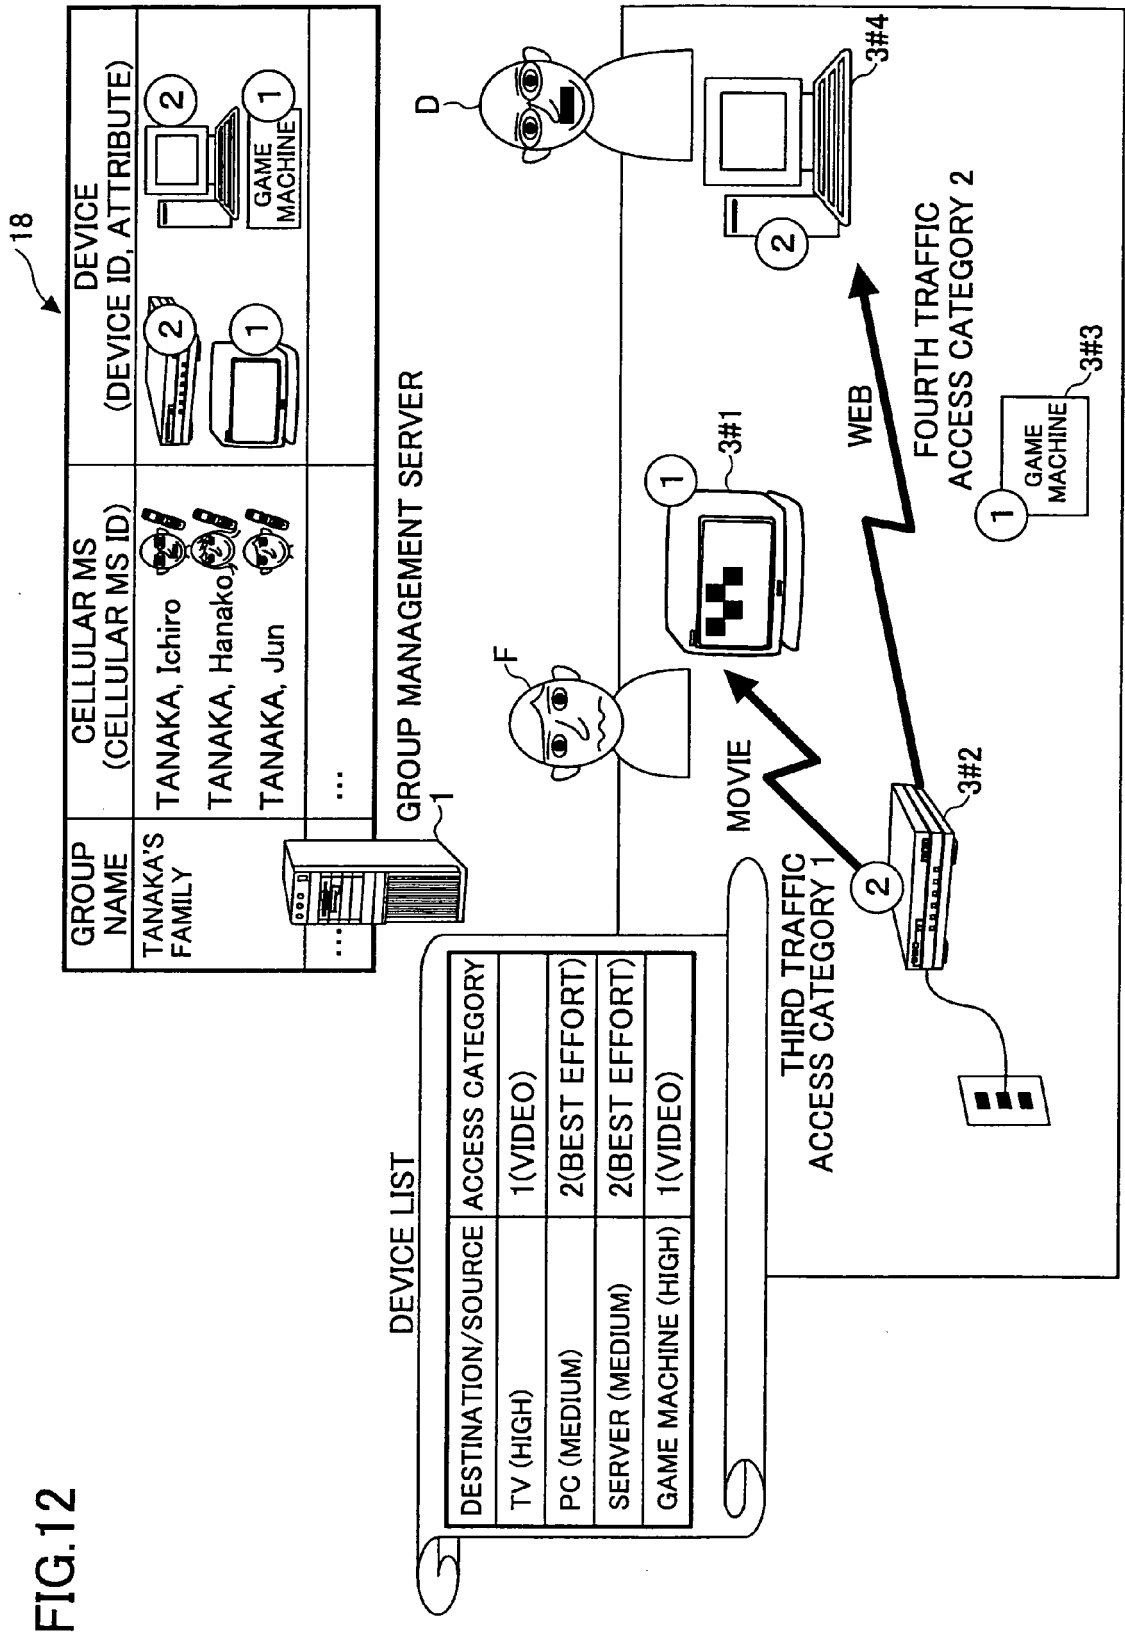 FIG.12
18
GROUP
NAME
CELLULAR MS
(CELLULAR MS ID)
DEVICE
(DEVICE ID, ATTRIBUTE)
TANAKA'S
FAMILY
TANAKA, Ichiro
TANAKA, Hanako
TANAKA, Jun
2
1
2
1
GAME
MACHINE
...
...
GROUP MANAGEMENT SERVER
1
DEVICE LIST
DESTINATION/SOURCE ACCESS CATEGORY
TV (HIGH) 1(VIDEO)
PC (MEDIUM) 2(BEST EFFORT)
SERVER (MEDIUM) 2(BEST EFFORT)
GAME MACHINE (HIGH) 1(VIDEO)
F
D
1
3#1
2
3#4
MOVIE
WEB
THIRD TRAFFIC
ACCESS CATEGORY 1
2
3#2
FOURTH TRAFFIC
ACCESS CATEGORY 2
1
GAME
MACHINE
3#3